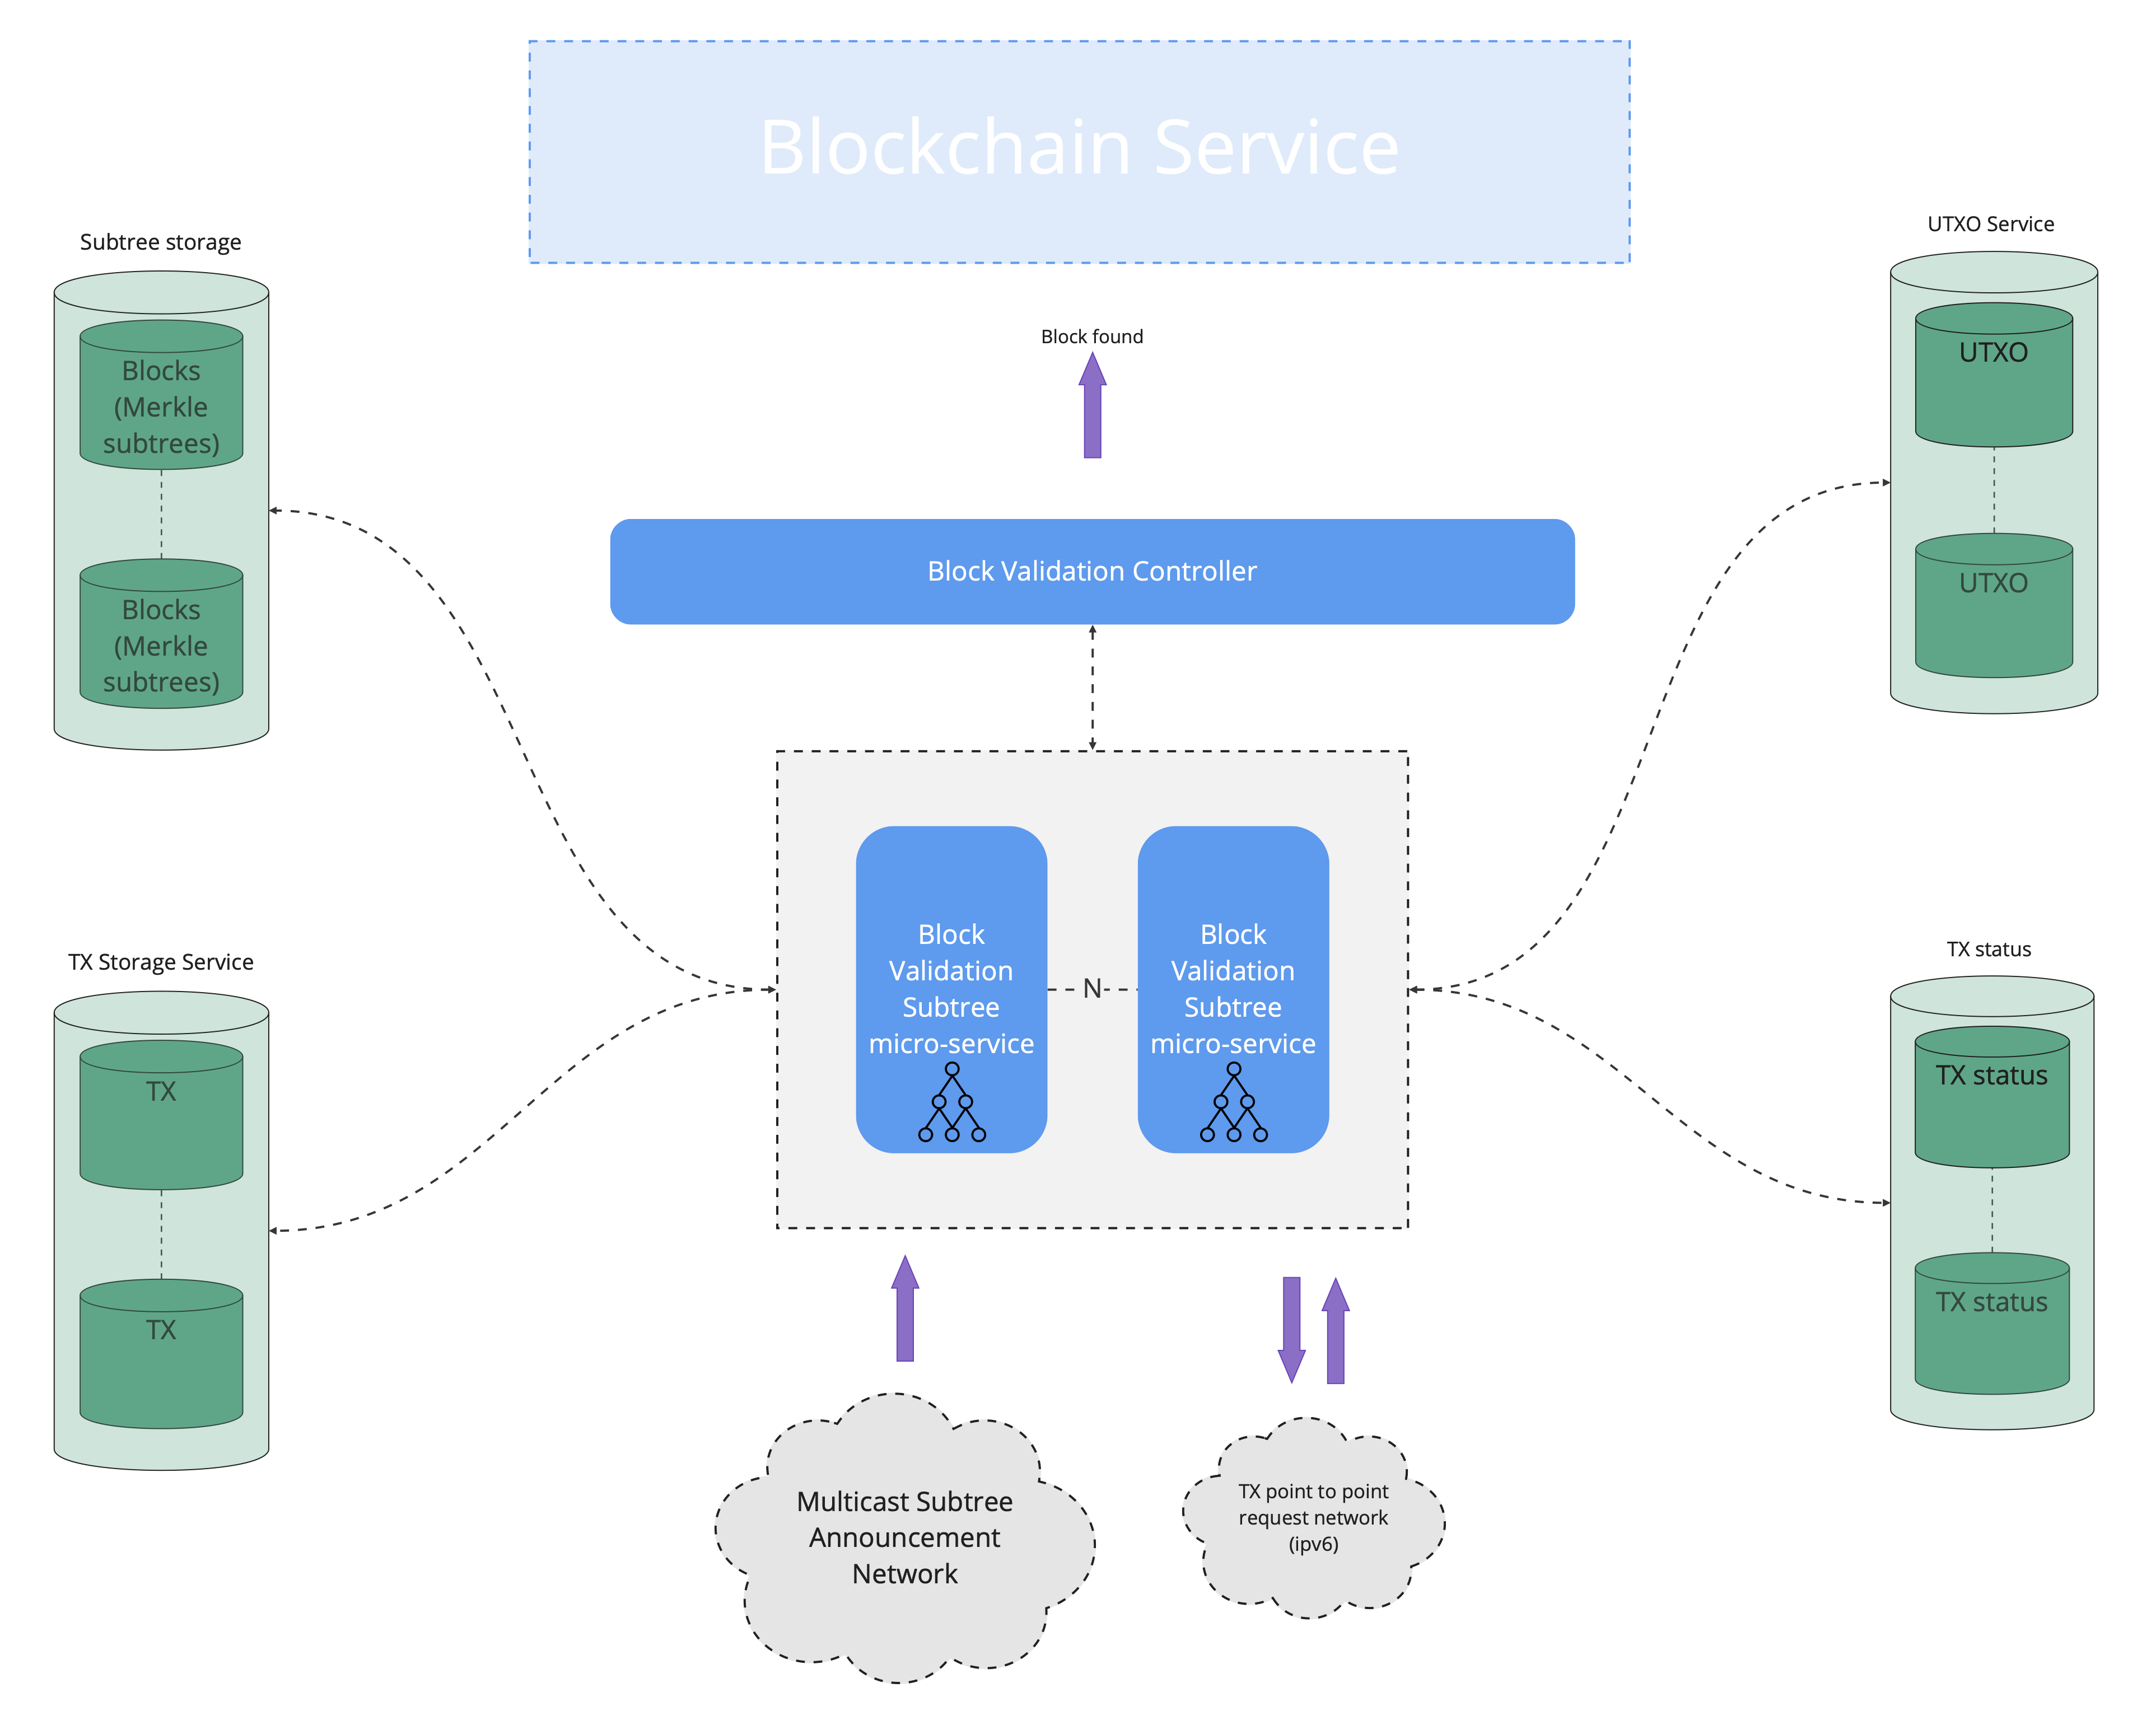 Blockchain Service
Subtree storage
Blocks
(Merkle
subtrees)
Blocks
(Merkle
subtrees)
UTXO Service
UTXO
UTXO
Block found
Block Validation Controller
Block
Validation
Subtree
micro-service
N
Block
Validation
Subtree
micro-service
TX Storage Service
TX
TX
TX status
TX status
TX status
Multicast Subtree
Announcement
Network
TX point to point
request network
(ipv6)